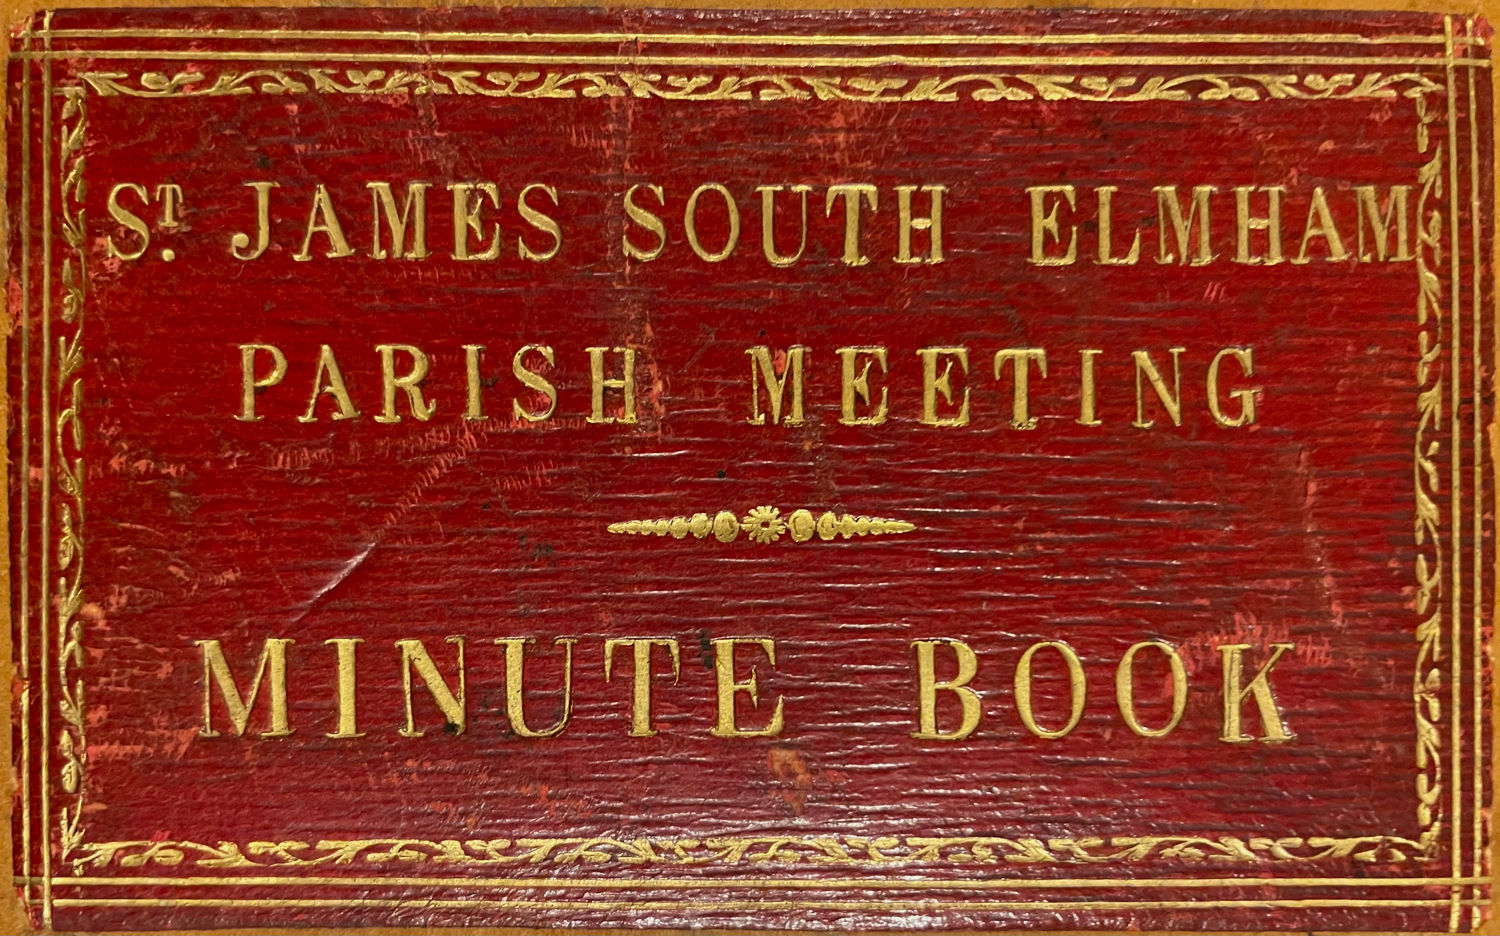 ST. JAMES SOUTH ELMHAM
PARISH MEETING
MINUTE BOOK